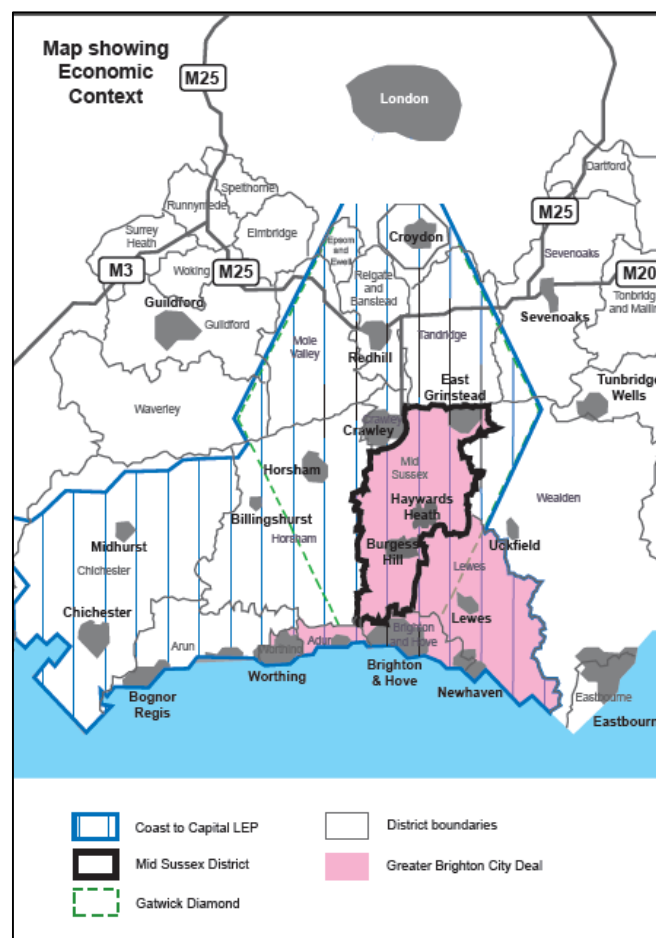 Map showing
Economic
Context
M25
London
Dartford
Spelthorne
Runnymede
M25
Surrey
Heath
Elmbridge
Croydon
Epsom
and
Ewell
Sevenoaks
M3
Woking
M25
M20
Reigate
and
Banstead
Tonbridge
and Malling
Guildford
Guildford
Sevenoaks
Mole
Valley
Tandridge
Redhill
East
Grinstead
Tunbridge
Wells
Waverley
Crawley
Crawley
Mid
Sussex
Horsham
Haywards
Heath
Wealden
Billingshurst
Horsham
Uckfield
Burgess
Hill
Midhurst
Chichester
Lewes
Chichester
Lewes
Arun
Worthing
Adur
Brighton
and Hove
Worthing
Brighton
& Hove
Newhaven
Bognor
Regis
Eastbourne
Eastbourn
Coast to Capital LEP
District boundaries
Mid Sussex District
Greater Brighton City Deal
Gatwick Diamond